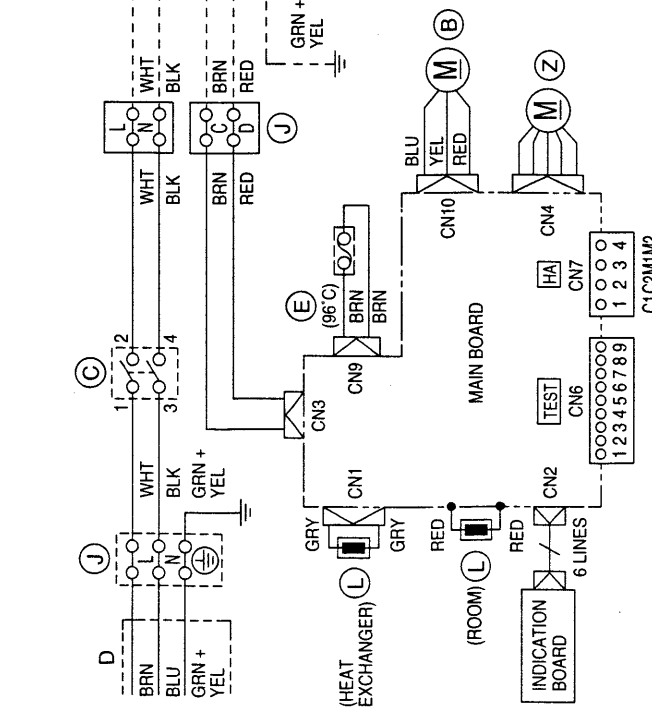 GRN +
YEL
WHT
BLK
BRN
RED
L
N
C
D
J
WHT
BLK
BRN
RED
B
M
Z
M
BLU
YEL
RED
CN10
CN4
E
(96°C)
BRN
BRN
CN9
HA
CN7
1 2 3 4
C1C2M1M2
C
2
4
1
3
CN3
MAIN BOARD
TEST
CN6
123456789
WHT
BLK
GRN +
YEL
J
L
N
CN1
GRY
GRY
L
(HEAT
EXCHANGER)
RED
RED
L
(ROOM)
CN2
6 LINES
INDICATION
BOARD
D
BRN
BLU
GRN +
YEL